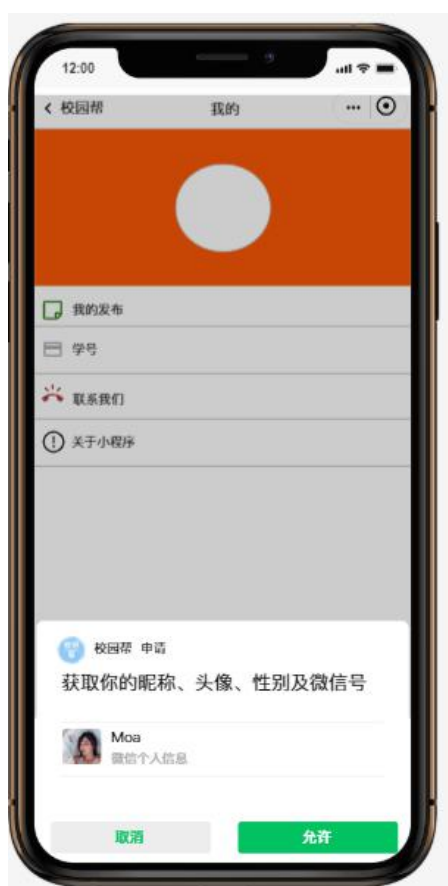 12:00
校园帮 我的
我的发布
学号
联系我们
关于小程序
校园帮 申请
获取你的昵称、头像、性别及微信号
Moa
微信个人信息
取消 允许